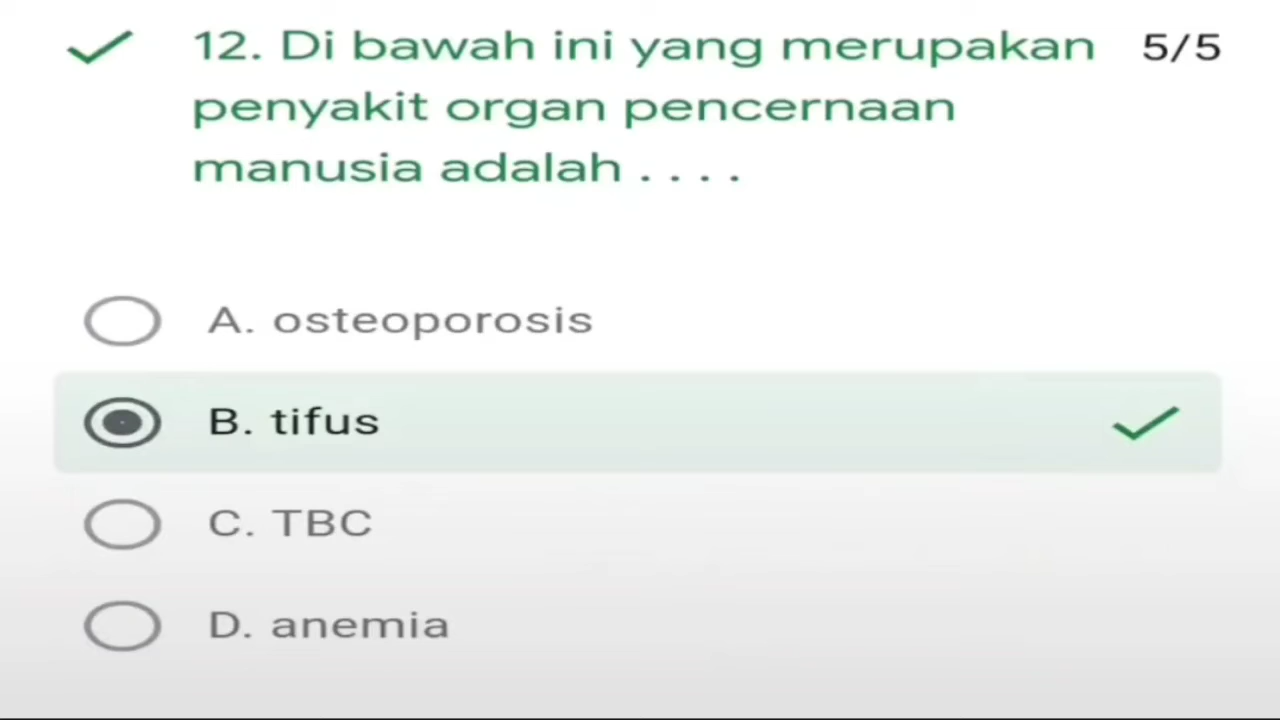 12. Di bawah ini yang merupakan 5/5
penyakit organ pencernaan
manusia adalah . . . .
A. osteoporosis
B. tifus
C. TBC
D. anemia